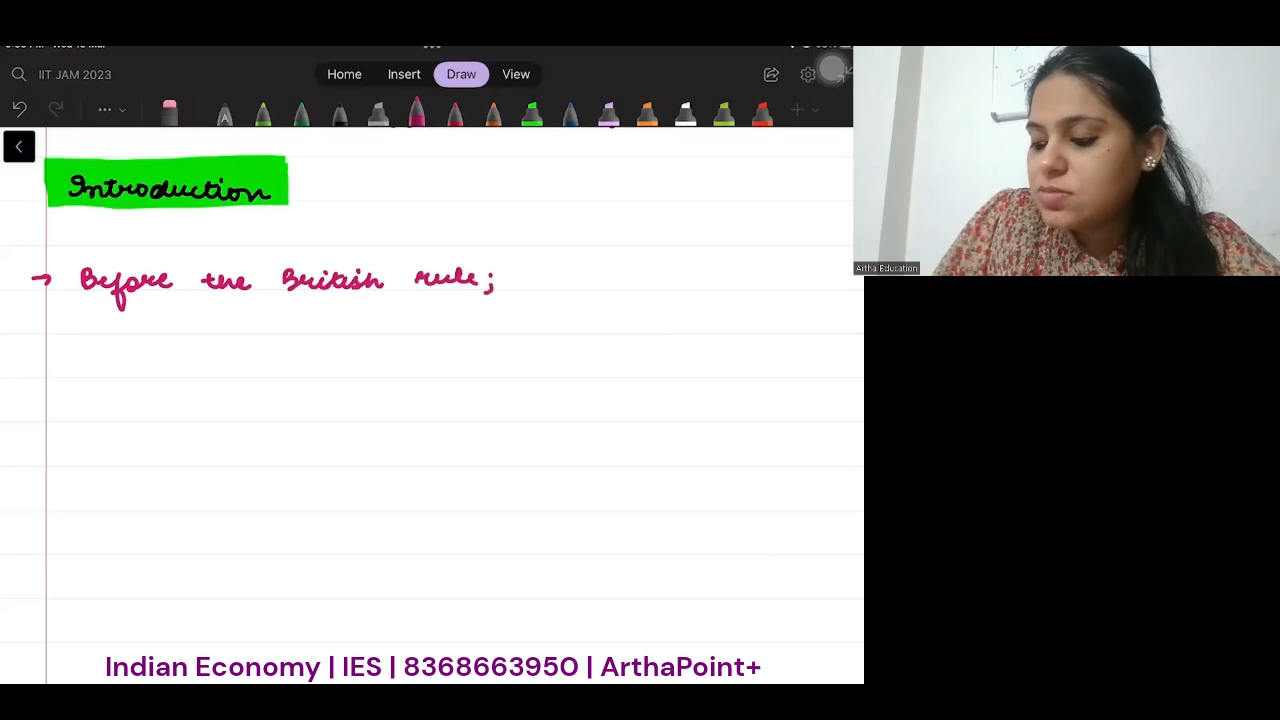 IIT JAM 2023
Home Insert Draw View
Introduction
→ Before the British rule;
Artha Education
Indian Economy | IES | 8368663950 | ArthaPoint+